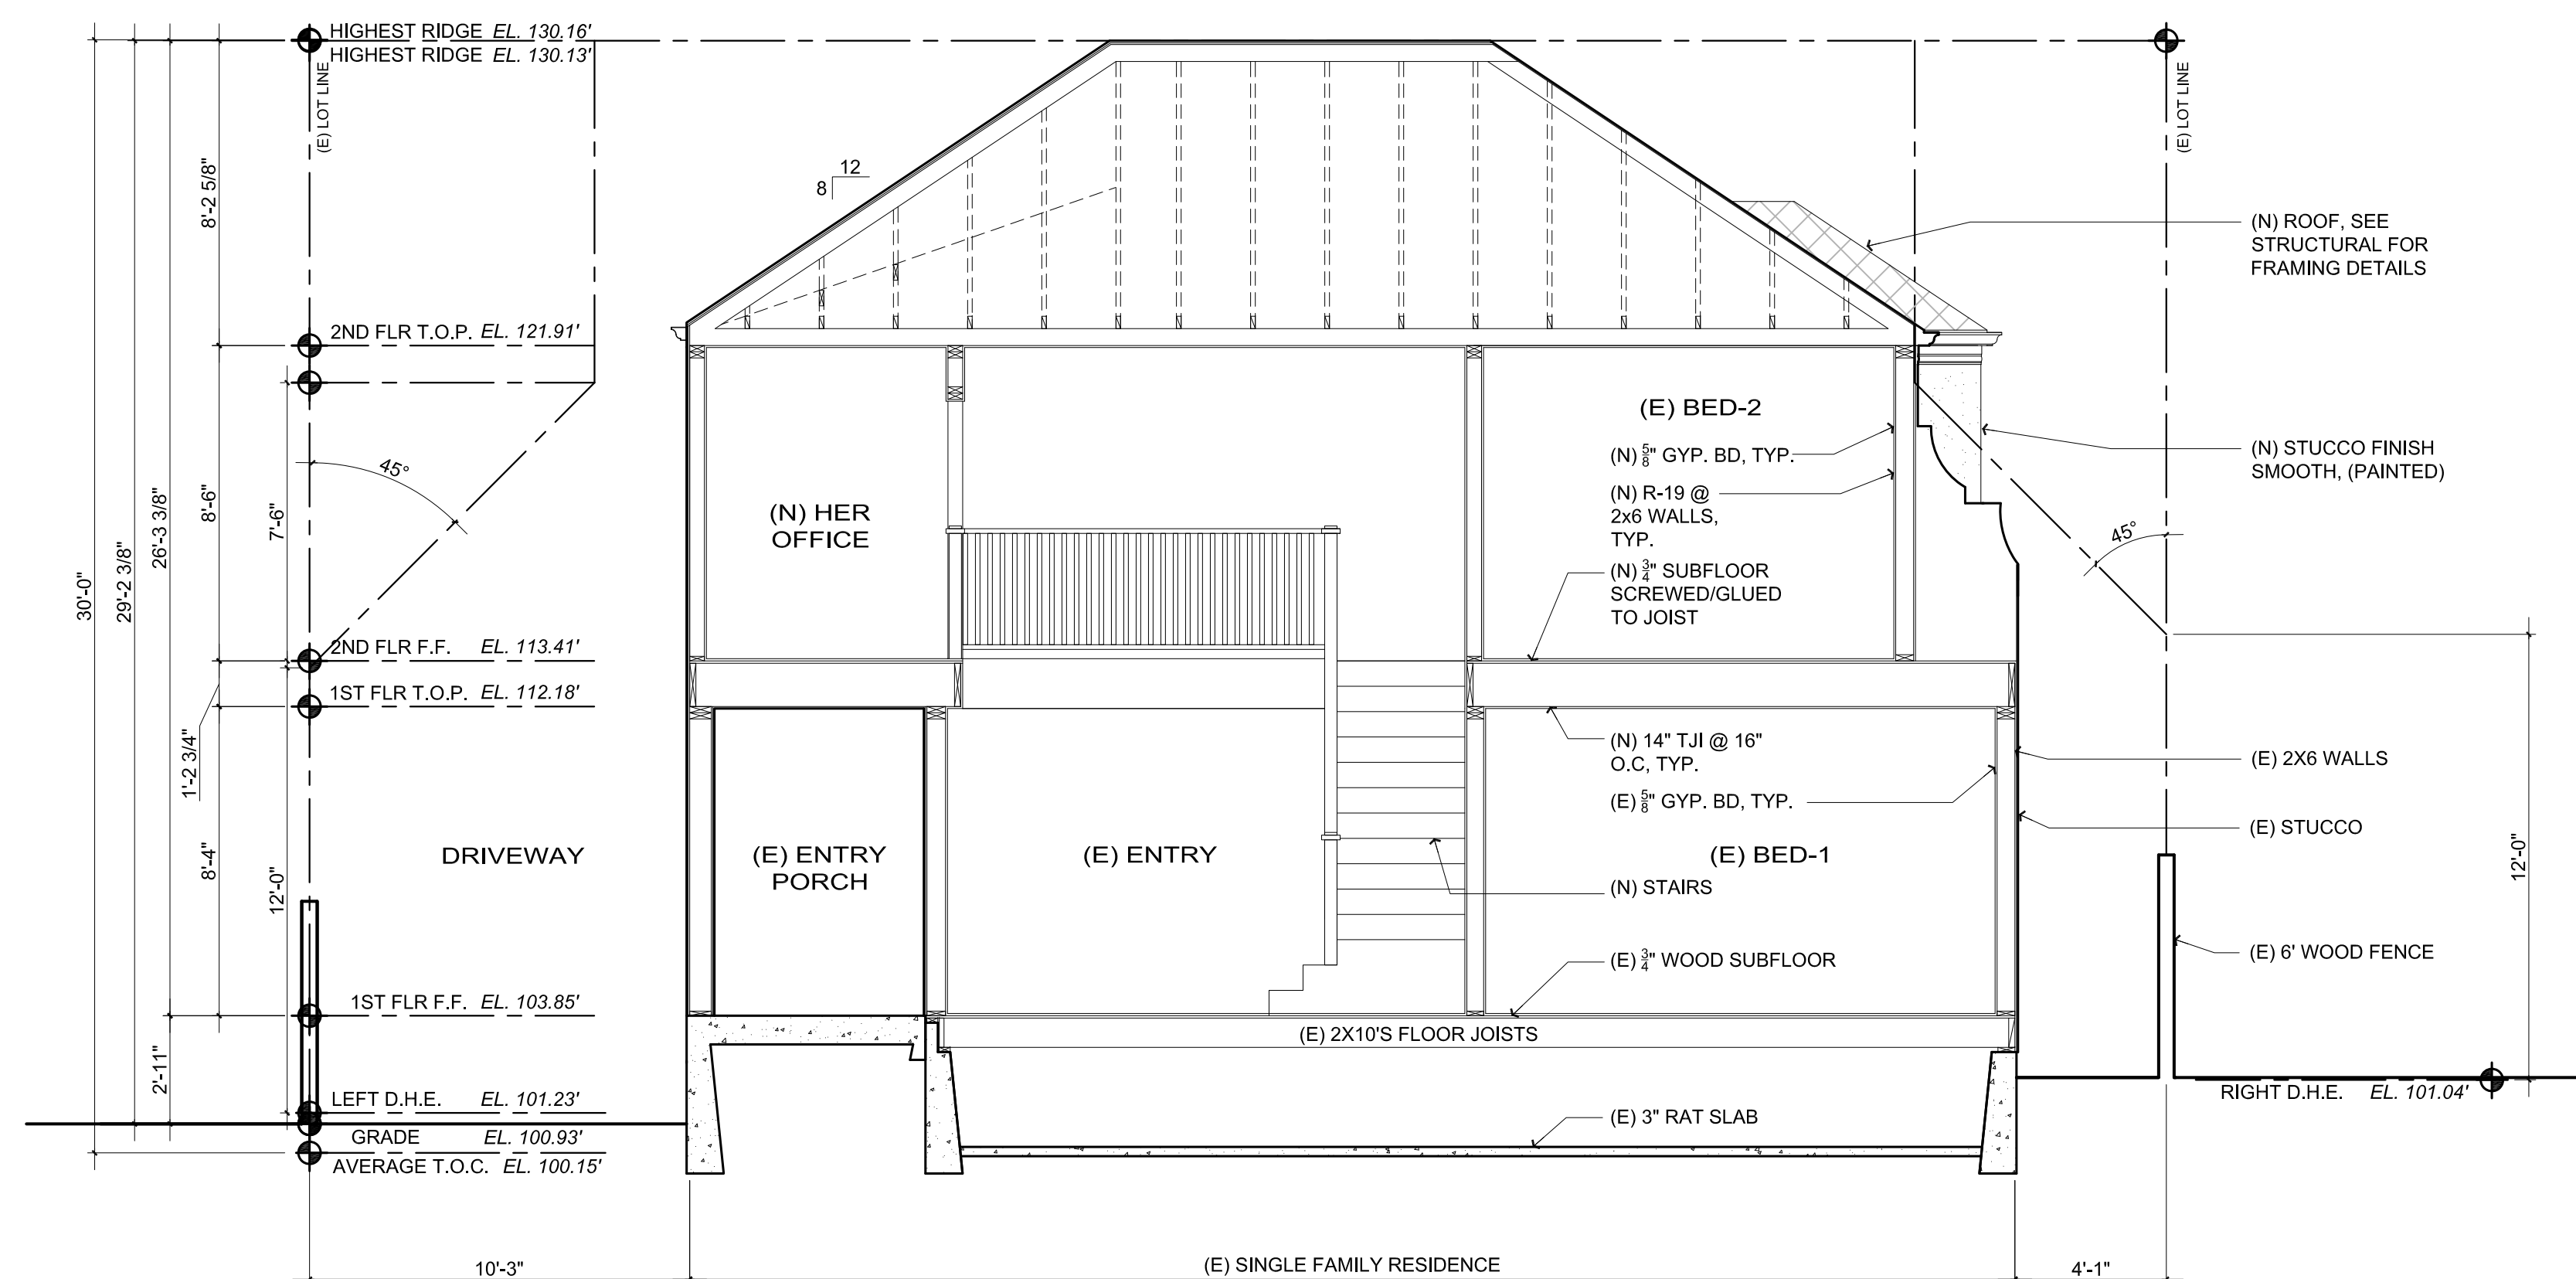 HIGHEST RIDGE EL. 130.16'
HIGHEST RIDGE EL. 130.13'
(E) LOT LINE
(E) LOT LINE
8'-2 5/8"
12
8
(N) ROOF, SEE
STRUCTURAL FOR
FRAMING DETAILS
2ND FLR T.O.P. EL. 121.91'
45°
8'-6"
7'-6"
26'-3 3/8"
29'-2 3/8"
30'-0"
(N) HER
OFFICE
(E) BED-2
(N) 5/8" GYP. BD, TYP.
(N) R-19 @
2x6 WALLS,
TYP.
(N) 3/4" SUBFLOOR
SCREWED/GLUED
TO JOIST
(N) STUCCO FINISH
SMOOTH, (PAINTED)
45°
2ND FLR F.F. EL. 113.41'
1ST FLR T.O.P. EL. 112.18'
1'-2 3/4"
8'-4"
12'-0"
DRIVEWAY
(E) ENTRY
PORCH
(E) ENTRY
(N) 14" TJI @ 16"
O.C, TYP.
(E) 5/8" GYP. BD, TYP.
(E) BED-1
(N) STAIRS
(E) 3/4" WOOD SUBFLOOR
(E) 2X6 WALLS
(E) STUCCO
12'-0"
(E) 6' WOOD FENCE
1ST FLR F.F. EL. 103.85'
(E) 2X10'S FLOOR JOISTS
2'-11"
LEFT D.H.E. EL. 101.23'
GRADE EL. 100.93'
AVERAGE T.O.C. EL. 100.15'
(E) 3" RAT SLAB
RIGHT D.H.E. EL. 101.04'
10'-3"
(E) SINGLE FAMILY RESIDENCE
4'-1"